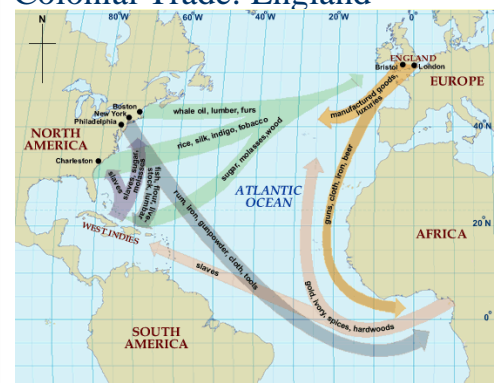 Colonial Trade: England
N
80°W
60°W
40°W
20°W
0°
ENGLAND
Bristol
London
EUROPE
manufactured goods,
luxuries
Boston
New York
Philadelphia
whale oil, lumber, furs
NORTH
AMERICA
rice, silk, indigo, tobacco
40°N
Charleston
sugar, molasses, wood
slaves
slaves, sugar,
molasses
fish, flour, live-
stock, lumber
ATLANTIC
OCEAN
guns, cloth, iron, beer
rum, iron, gunpowder, cloth, tools
WEST INDIES
20°N
AFRICA
slaves
gold, ivory, spices, hardwoods
SOUTH
AMERICA
0°